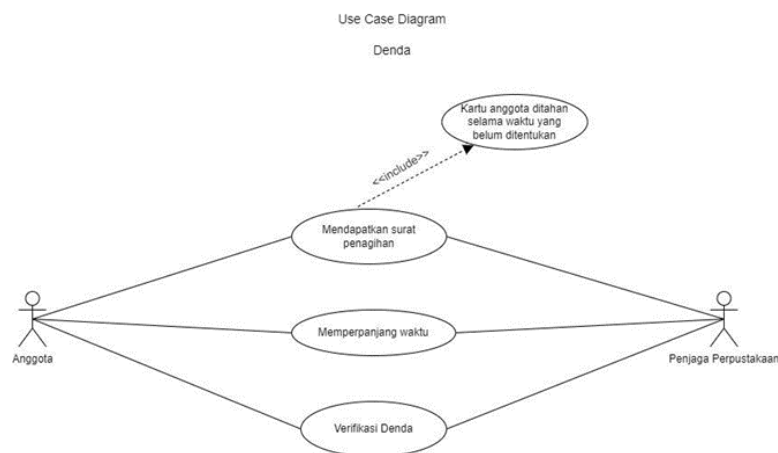 Use Case Diagram
Denda
Kartu anggota ditahan
selama waktu yang
belum ditentukan
<<include>>
Mendapatkan surat
penagihan
Memperpanjang waktu
Anggota
Penjaga Perpustakaan
Verifikasi Denda